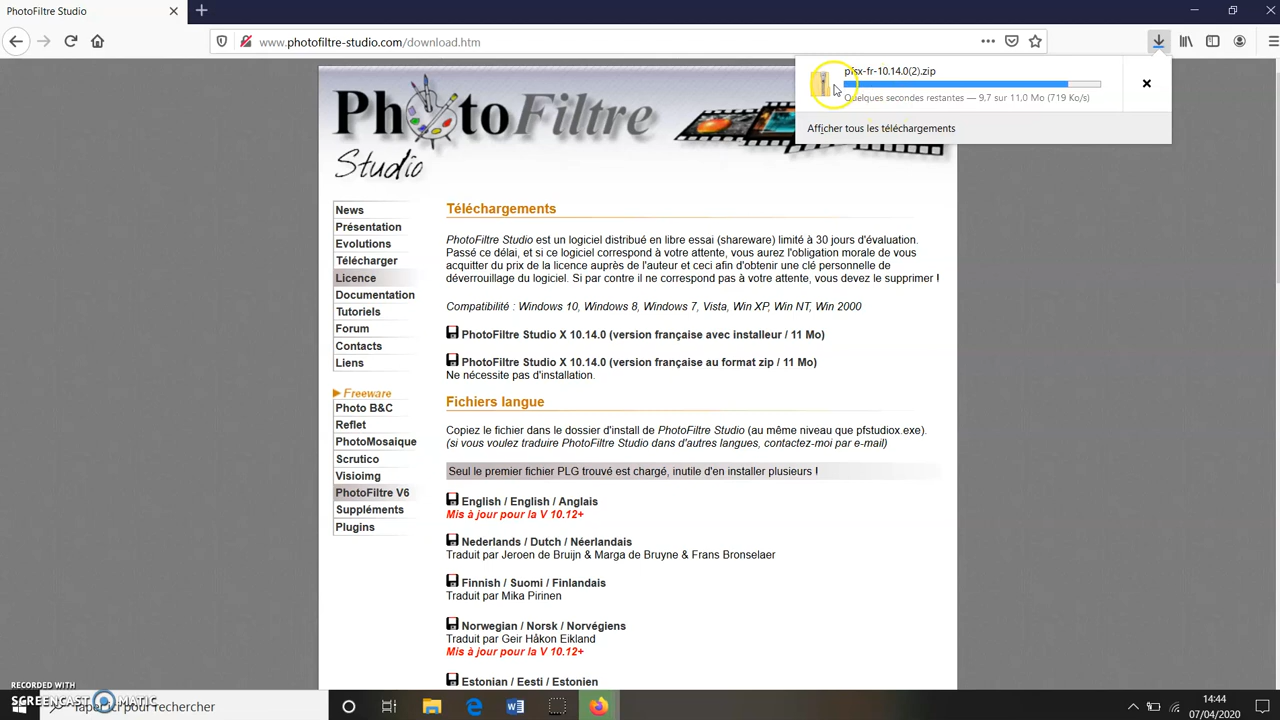 PhotoFiltre Studio
www.photofiltre-studio.com/download.htm
pfsx-fr-10.14.0(2).zip
Quelques secondes restantes — 9,7 sur 11,0 Mo (719 Ko/s)
Afficher tous les téléchargements
PhotoFiltre
Studio
News
Présentation
Evolutions
Télécharger
Licence
Documentation
Tutoriels
Forum
Contacts
Liens
Freeware
Photo B&C
Reflet
PhotoMosaique
Scrutico
Visioimg
PhotoFiltre V6
Suppléments
Plugins
Téléchargements
PhotoFiltre Studio est un logiciel distribué en libre essai (shareware) limité à 30 jours d'évaluation.
Passé ce délai, et si ce logiciel correspond à votre attente, vous aurez l'obligation morale de vous
acquitter du prix de la licence auprès de l'auteur et ceci afin d'obtenir une clé personnelle de
déverrouillage du logiciel. Si par contre il ne correspond pas à votre attente, vous devez le supprimer !
Compatibilité : Windows 10, Windows 8, Windows 7, Vista, Win XP, Win NT, Win 2000
PhotoFiltre Studio X 10.14.0 (version française avec installeur / 11 Mo)
PhotoFiltre Studio X 10.14.0 (version française au format zip / 11 Mo)
Ne nécessite pas d'installation.
Fichiers langue
Copiez le fichier dans le dossier d'install de PhotoFiltre Studio (au même niveau que pfstudiox.exe).
(si vous voulez traduire PhotoFiltre Studio dans d'autres langues, contactez-moi par e-mail)
Seul le premier fichier PLG trouvé est chargé, inutile d'en installer plusieurs !
English / English / Anglais
Mis à jour pour la V 10.12+
Nederlands / Dutch / Néerlandais
Traduit par Jeroen de Bruijn & Marga de Bruyne & Frans Bronselaer
Finnish / Suomi / Finlandais
Traduit par Mika Pirinen
Norwegian / Norsk / Norvégiens
Traduit par Geir Håkon Eikland
Mis à jour pour la V 10.12+
Estonian / Eesti / Estonien
RECORDED WITH
SCREENCAST MATIC
Taper ici pour rechercher
14:44
07/04/2020